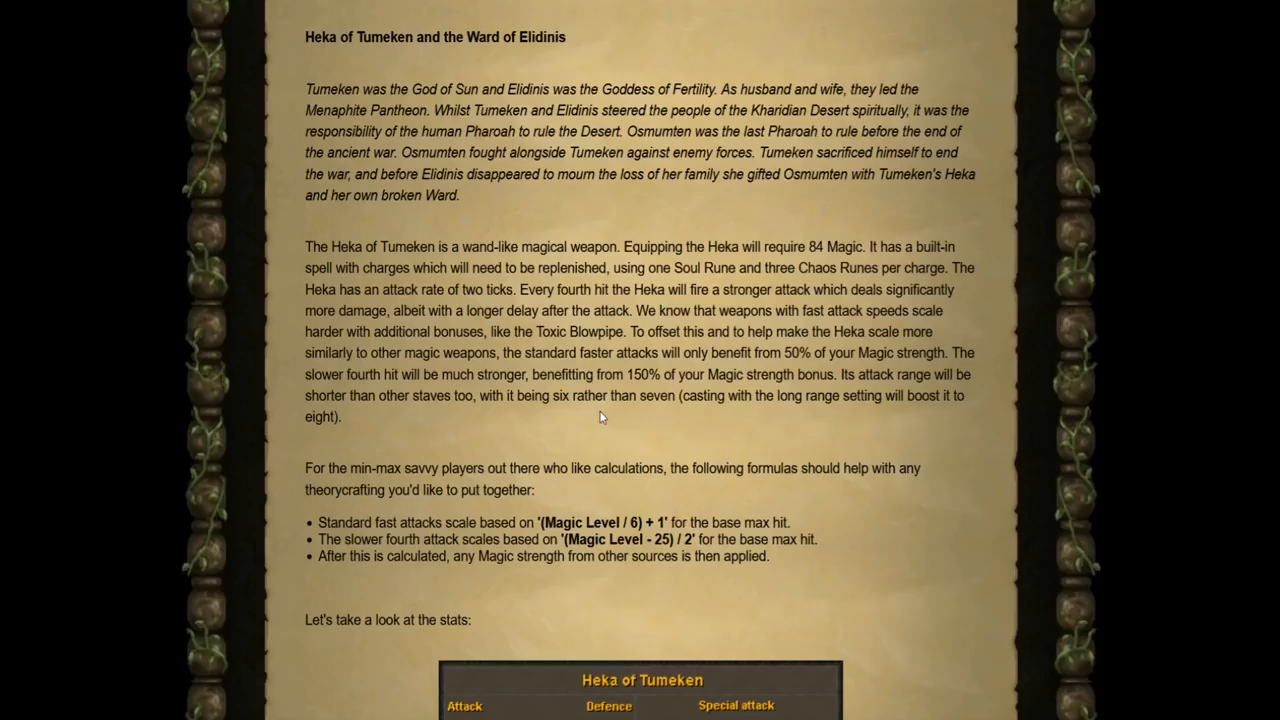 Heka of Tumeken and the Ward of Elidinis
Tumeken was the God of Sun and Elidinis was the Goddess of Fertility. As husband and wife, they led the
Menaphite Pantheon. Whilst Tumeken and Elidinis steered the people of the Kharidian Desert spiritually, it was the
responsibility of the human Pharoah to rule the Desert. Osmumten was the last Pharoah to rule before the end of
the ancient war. Osmumten fought alongside Tumeken against enemy forces. Tumeken sacrificed himself to end
the war, and before Elidinis disappeared to mourn the loss of her family she gifted Osmumten with Tumeken's Heka
and her own broken Ward.
The Heka of Tumeken is a wand-like magical weapon. Equipping the Heka will require 84 Magic. It has a built-in
spell with charges which will need to be replenished, using one Soul Rune and three Chaos Runes per charge. The
Heka has an attack rate of two ticks. Every fourth hit the Heka will fire a stronger attack which deals significantly
more damage, albeit with a longer delay after the attack. We know that weapons with fast attack speeds scale
harder with additional bonuses, like the Toxic Blowpipe. To offset this and to help make the Heka scale more
similarly to other magic weapons, the standard faster attacks will only benefit from 50% of your Magic strength. The
slower fourth hit will be much stronger, benefitting from 150% of your Magic strength bonus. Its attack range will be
shorter than other staves too, with it being six rather than seven (casting with the long range setting will boost it to
eight).
For the min-max savvy players out there who like calculations, the following formulas should help with any
theorycrafting you'd like to put together:
• Standard fast attacks scale based on '(Magic Level / 6) + 1' for the base max hit.
• The slower fourth attack scales based on '(Magic Level - 25) / 2' for the base max hit.
• After this is calculated, any Magic strength from other sources is then applied.
Let's take a look at the stats:
Heka of Tumeken
Attack Defence Special attack